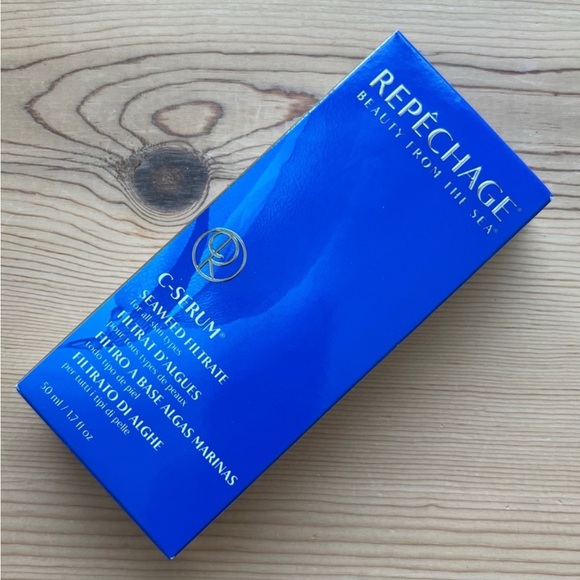 REPÊCHAGE®
BEAUTY FROM THE SEA®
C-SERUM®
SEAWEED FILTRATE
for all skin types
FILTRAT D'ALGUES
pour tous types de peaux
FILTRO A BASE ALGAS MARINAS
todo tipo de piel
FILTRATO DI ALGHE
per tutti i tipi di pelle
50 ml / 1.7 fl oz